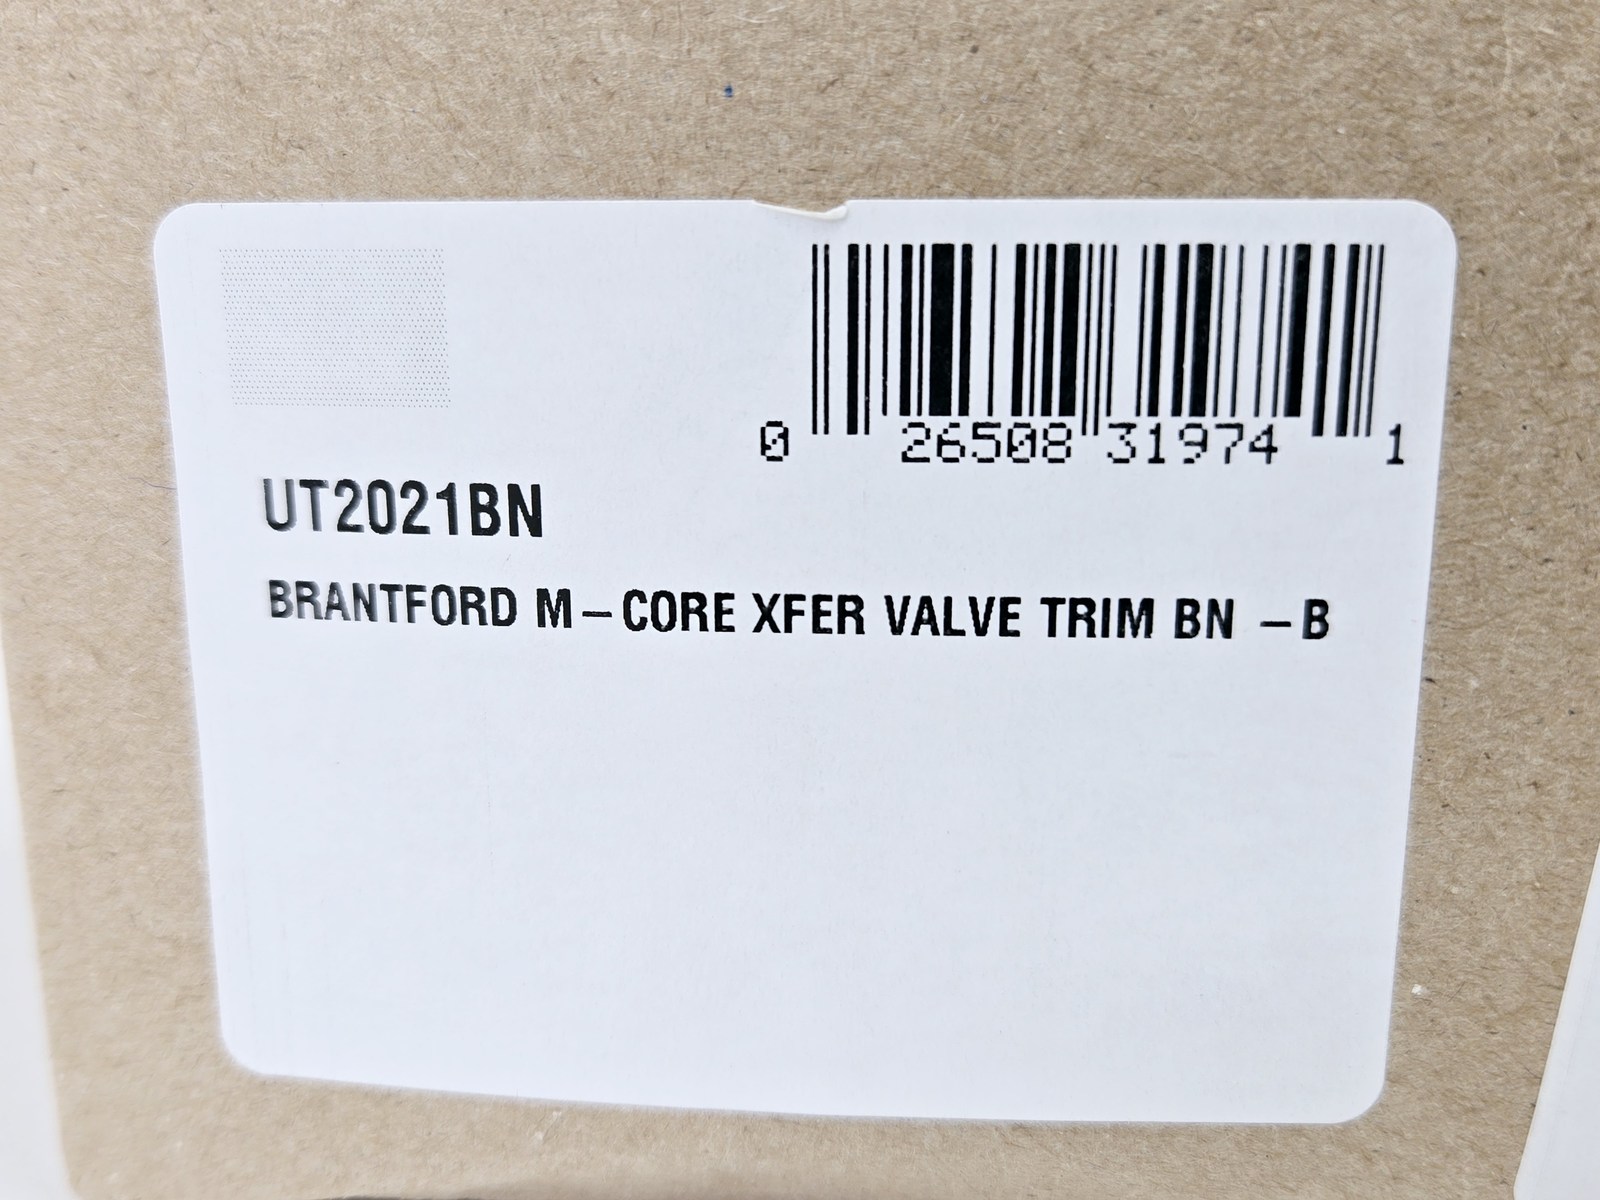 0 26508 31974 1
UT2021BN
BRANTFORD M-CORE XFER VALVE TRIM BN -B